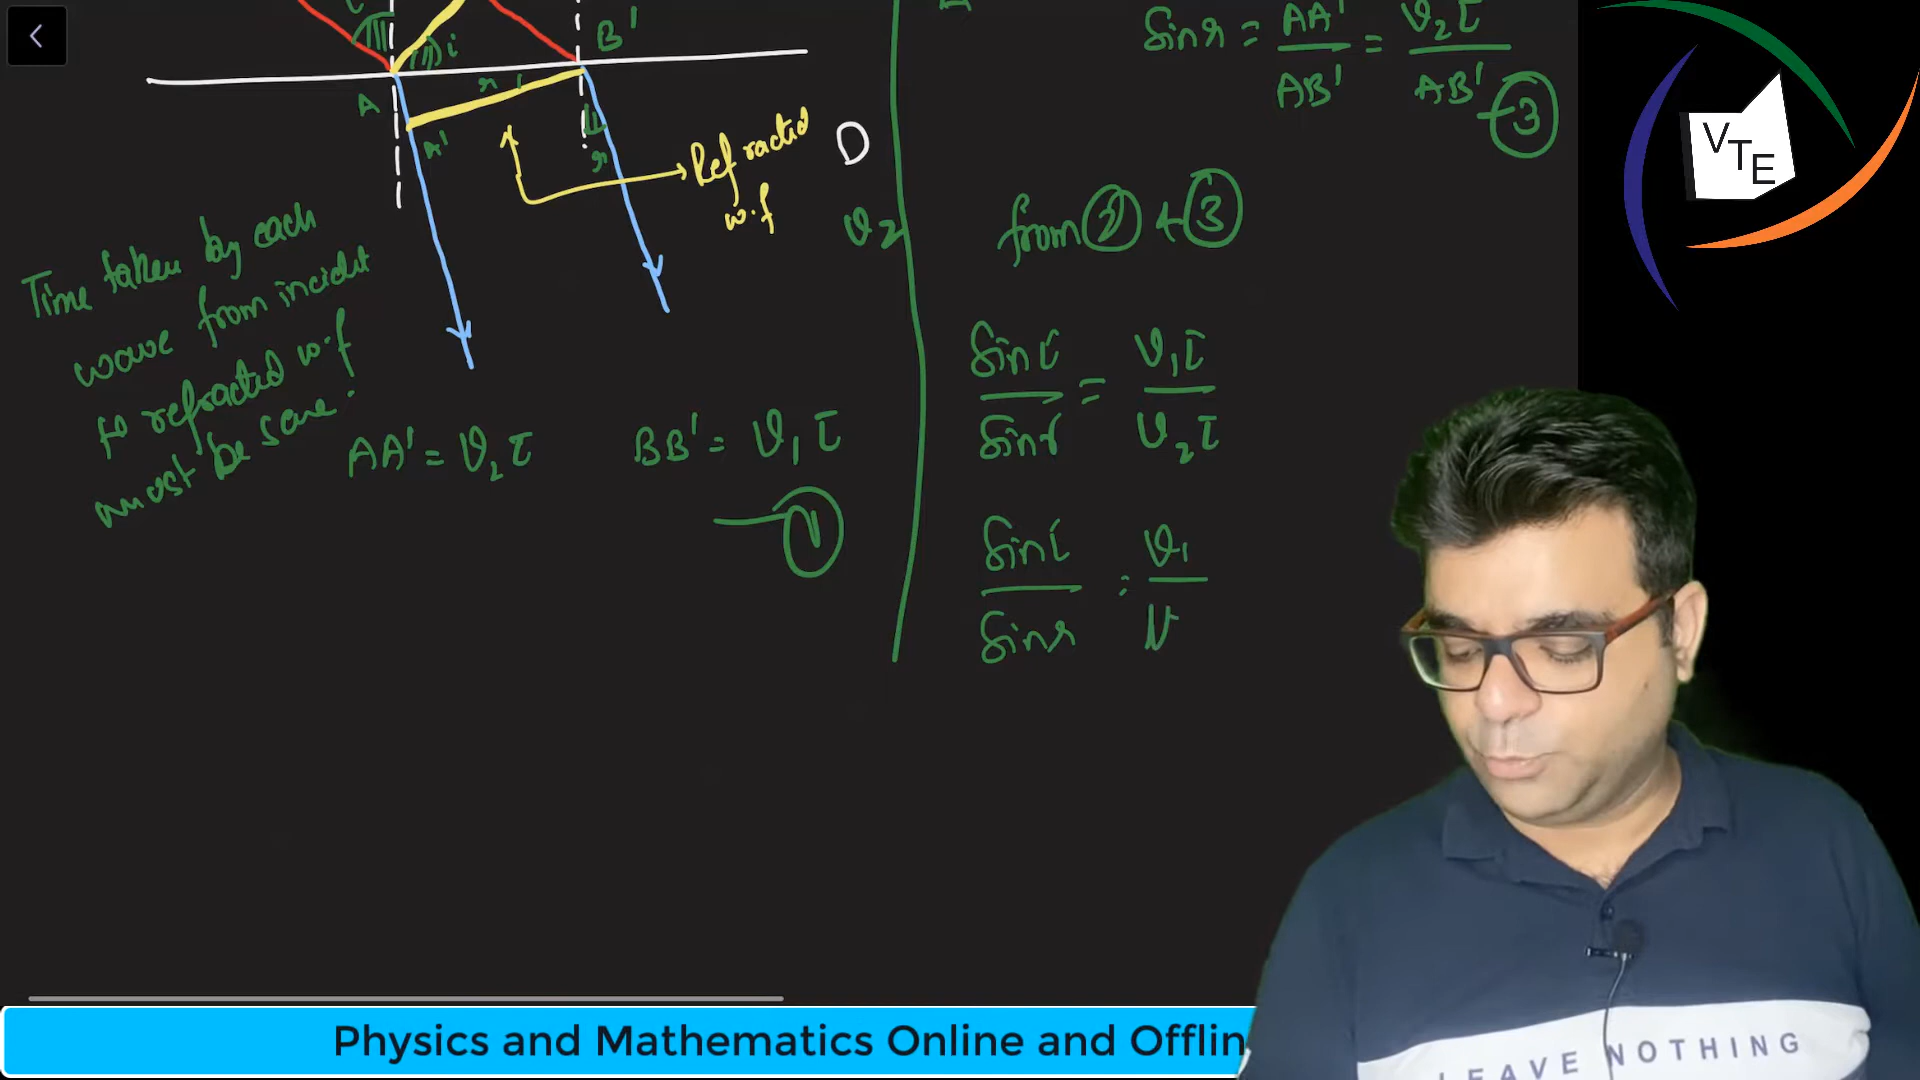 i
i
B'
A
r
A'
r
Refracted
w.f
D
v2
Time taken by each
wave from incident
to refracted w.f
must be same.
AA' = v2 τ
BB' = v1 τ
1
Sin r = AA' / AB' = v2 τ / AB' - 3
from 2 + 3
Sin i / Sin r = v1 τ / v2 τ
Sin i / Sin r = v1 / v
VTE
Physics and Mathematics Online and Offlin
LEAVE NOTHING